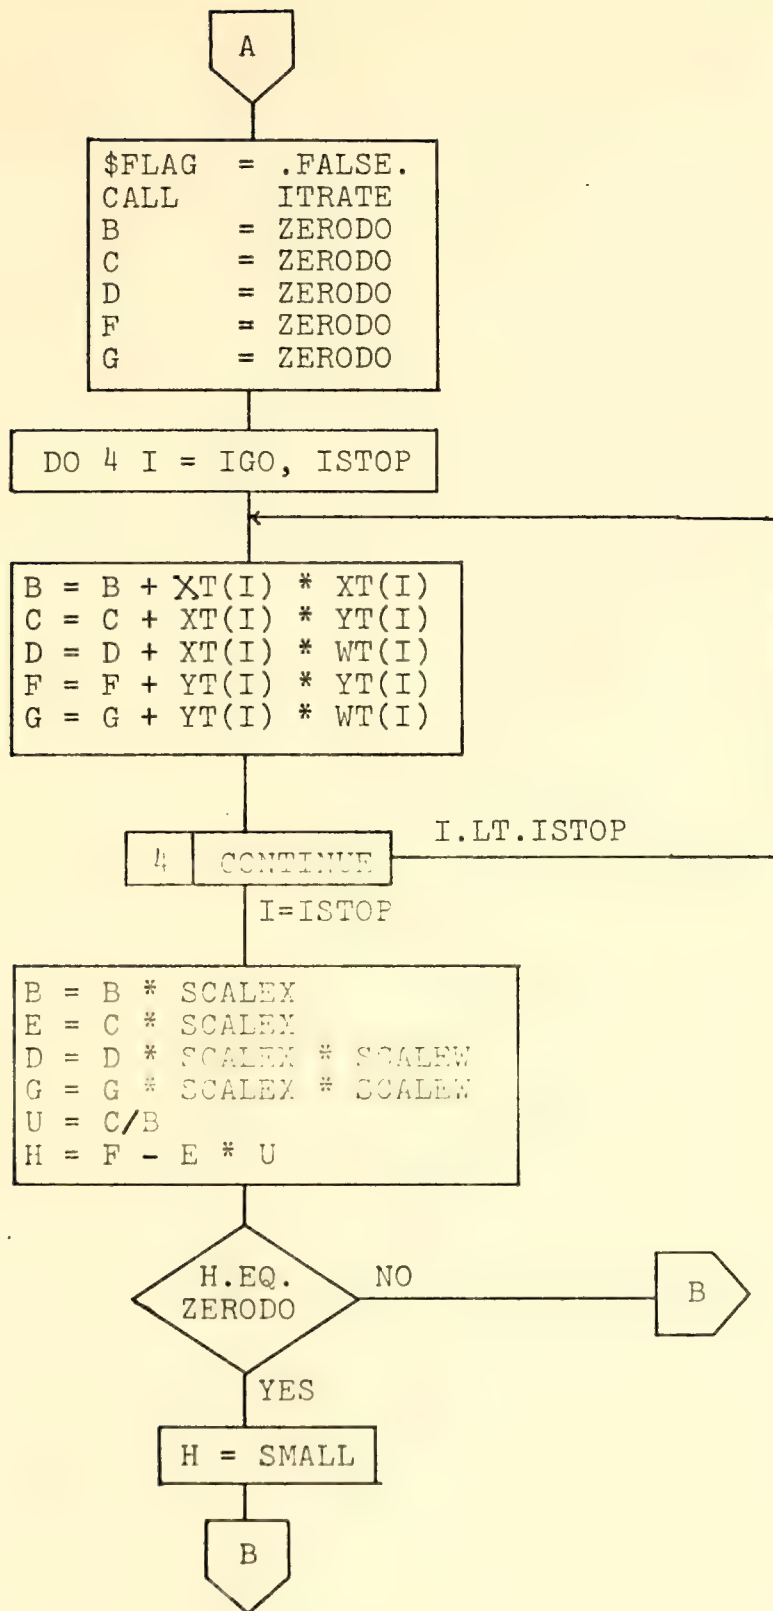 A
$FLAG = .FALSE.
CALL ITRATE
B = ZERODO
C = ZERODO
D = ZERODO
F = ZERODO
G = ZERODO
DO 4 I = IGO, ISTOP
B = B + XT(I) * XT(I)
C = C + XT(I) * YT(I)
D = D + XT(I) * WT(I)
F = F + YT(I) * YT(I)
G = G + YT(I) * WT(I)
I.LT.ISTOP
4 CONTINUE
I=ISTOP
B = B * SCALEX
E = C * SCALEX
D = D * SCALEX * SCALEW
G = G * SCALEX * SCALEW
U = C/B
H = F - E * U
H.EQ.
ZERODO
NO
B
YES
H = SMALL
B